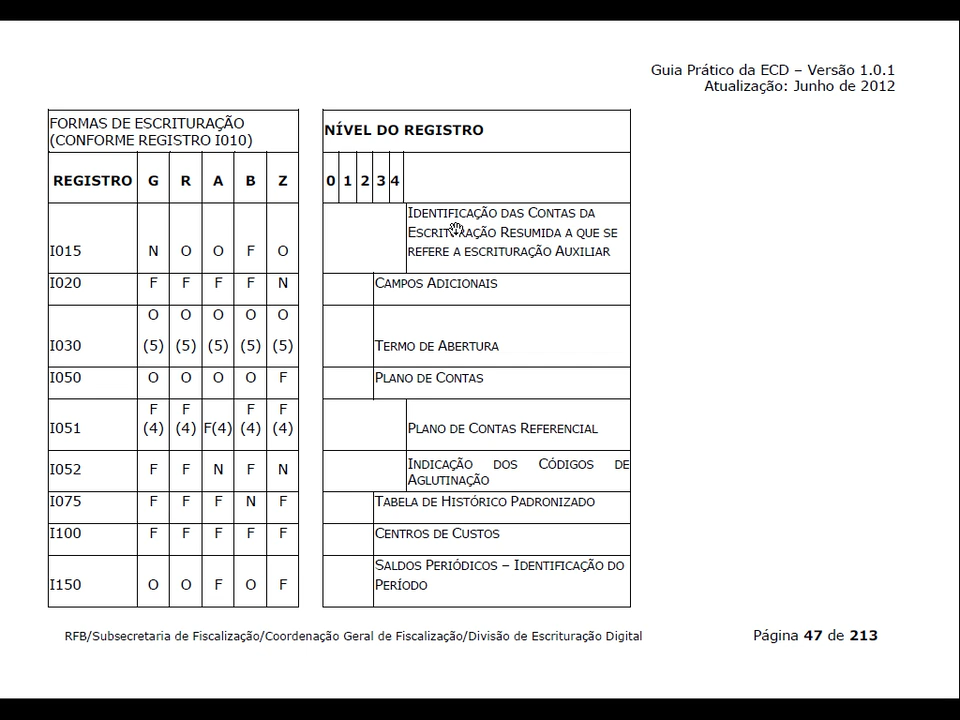 Guia Prático da ECD – Versão 1.0.1
Atualização: Junho de 2012
FORMAS DE ESCRITURAÇÃO
(CONFORME REGISTRO I010)
NÍVEL DO REGISTRO
REGISTRO G R A B Z 0 1 2 3 4
IDENTIFICAÇÃO DAS CONTAS DA
ESCRITURAÇÃO RESUMIDA A QUE SE
I015 N O O F O REFERE A ESCRITURAÇÃO AUXILIAR
I020 F F F F N CAMPOS ADICIONAIS
O O O O O
I030 (5) (5) (5) (5) (5) TERMO DE ABERTURA
I050 O O O O F PLANO DE CONTAS
F F F F
I051 (4) (4) F(4) (4) (4) PLANO DE CONTAS REFERENCIAL
INDICAÇÃO DOS CÓDIGOS DE
I052 F F N F N
AGLUTINAÇÃO
I075 F F F N F TABELA DE HISTÓRICO PADRONIZADO
I100 F F F F F CENTROS DE CUSTOS
SALDOS PERIÓDICOS – IDENTIFICAÇÃO DO
I150 O O F O F PERÍODO
RFB/Subsecretaria de Fiscalização/Coordenação Geral de Fiscalização/Divisão de Escrituração Digital
Página 47 de 213